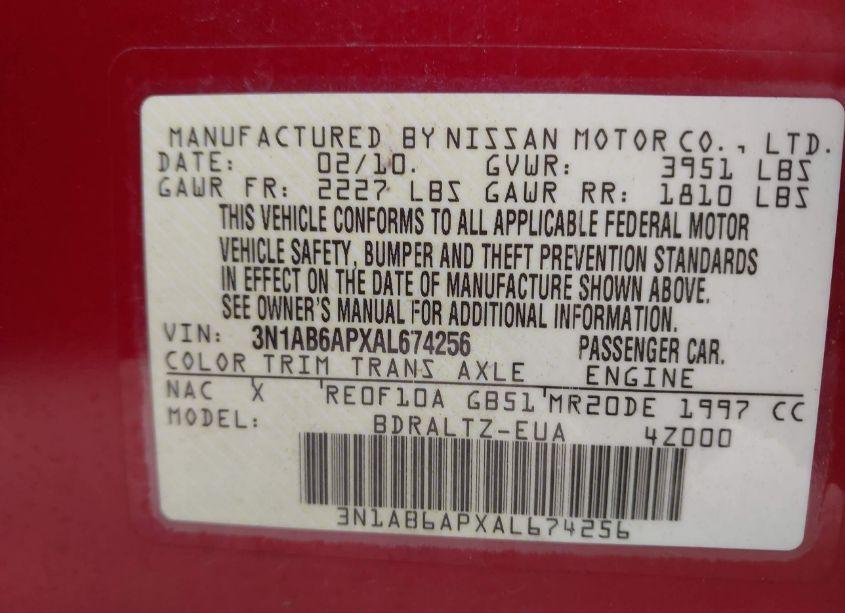 MANUFACTURED BY NISSAN MOTOR CO., LTD.
DATE: 02/10. GVWR: 3951 LBS
GAWR FR: 2227 LBS GAWR RR: 1810 LBS
THIS VEHICLE CONFORMS TO ALL APPLICABLE FEDERAL MOTOR
VEHICLE SAFETY, BUMPER AND THEFT PREVENTION STANDARDS
IN EFFECT ON THE DATE OF MANUFACTURE SHOWN ABOVE.
SEE OWNER'S MANUAL FOR ADDITIONAL INFORMATION.
VIN: 3N1AB6APXAL674256 PASSENGER CAR.
COLOR TRIM TRANS AXLE ENGINE
NAC X RE0F10A GB51 MR20DE 1997 CC
MODEL: BDRALTZ-EUA 4Z000
3N1AB6APXAL674256